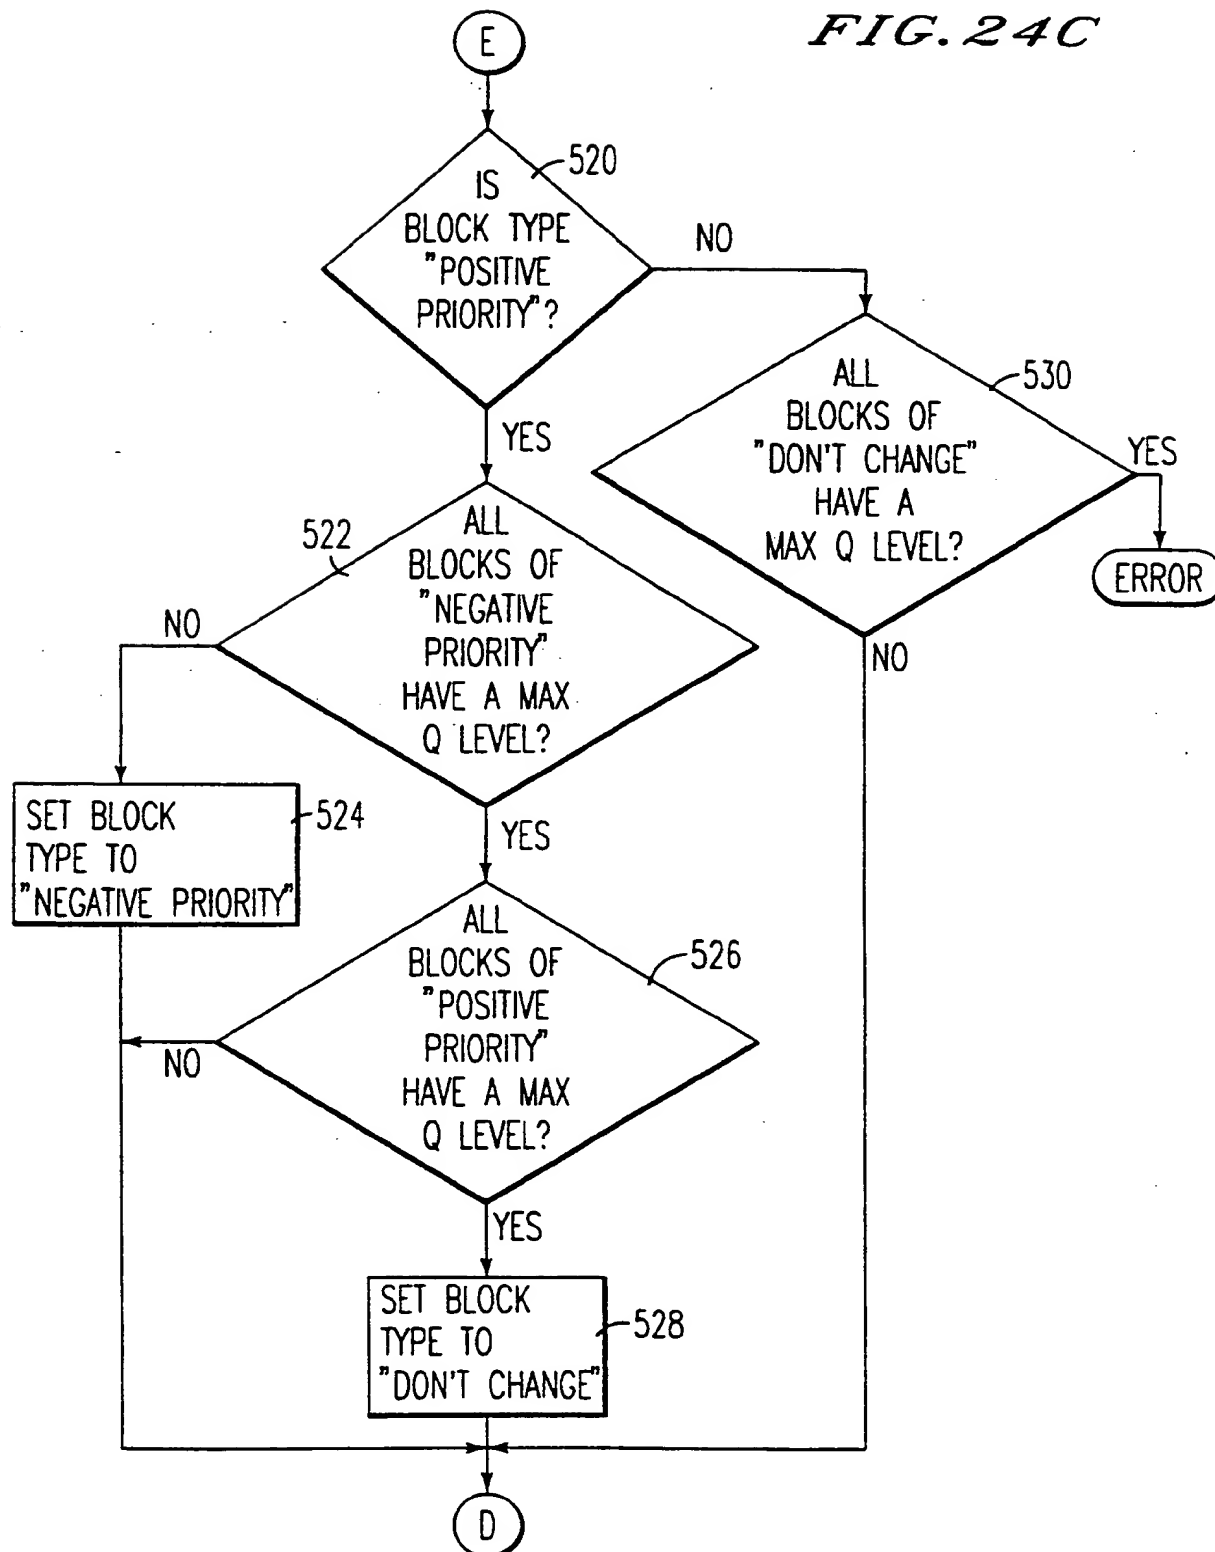 FIG. 24C
E
520
IS
BLOCK TYPE
"POSITIVE
PRIORITY"?
NO
YES
530
ALL
BLOCKS OF
"DON'T CHANGE"
HAVE A
MAX Q LEVEL?
YES
ERROR
NO
522
ALL
BLOCKS OF
"NEGATIVE
PRIORITY"
HAVE A MAX
Q LEVEL?
NO
YES
524
SET BLOCK
TYPE TO
"NEGATIVE PRIORITY"
526
ALL
BLOCKS OF
"POSITIVE
PRIORITY"
HAVE A MAX
Q LEVEL?
NO
YES
528
SET BLOCK
TYPE TO
"DON'T CHANGE"
D